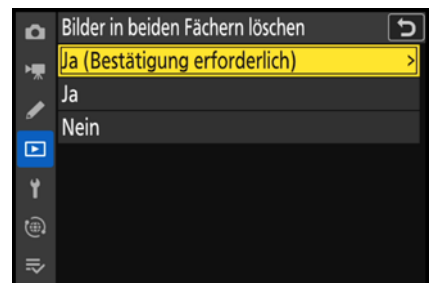 Bilder in beiden Fächern löschen
Ja (Bestätigung erforderlich)
Ja
Nein